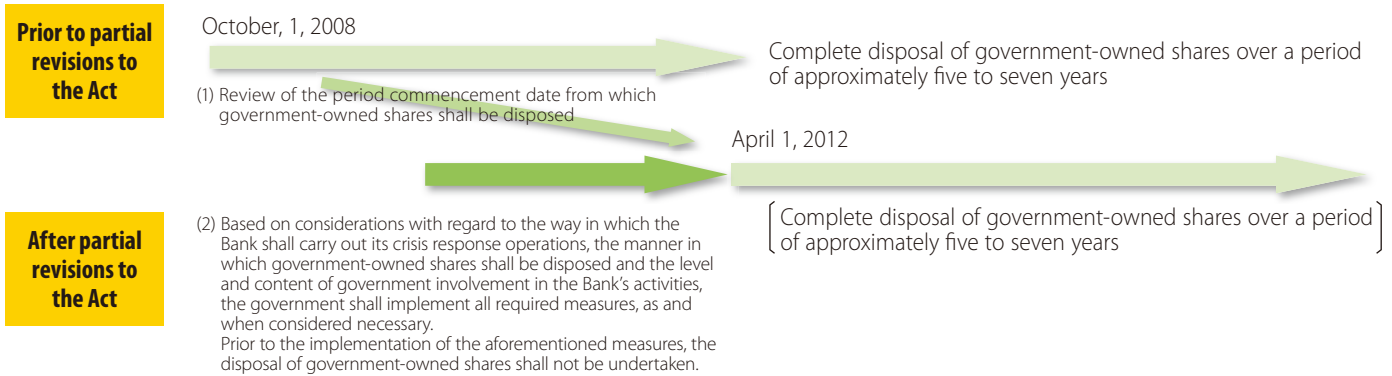 Prior to partial
revisions to
the Act
October, 1, 2008
Complete disposal of government-owned shares over a period
of approximately five to seven years
(1) Review of the period commencement date from which
government-owned shares shall be disposed
April 1, 2012
Complete disposal of government-owned shares over a period
of approximately five to seven years
After partial
revisions to
the Act
(2) Based on considerations with regard to the way in which the
Bank shall carry out its crisis response operations, the manner in
which government-owned shares shall be disposed and the level
and content of government involvement in the Bank's activities,
the government shall implement all required measures, as and
when considered necessary.
Prior to the implementation of the aforementioned measures, the
disposal of government-owned shares shall not be undertaken.